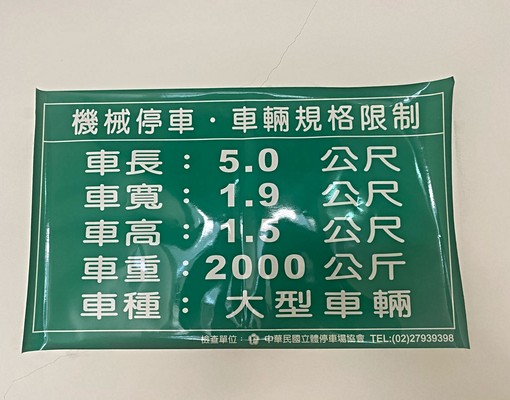 機械停車・車輛規格限制
車長：5.0 公尺
車寬：1.9 公尺
車高：1.5 公尺
車重：2000 公斤
車種：大型車輛
檢查單位： 中華民國立體停車場協會 TEL:(02)27939398